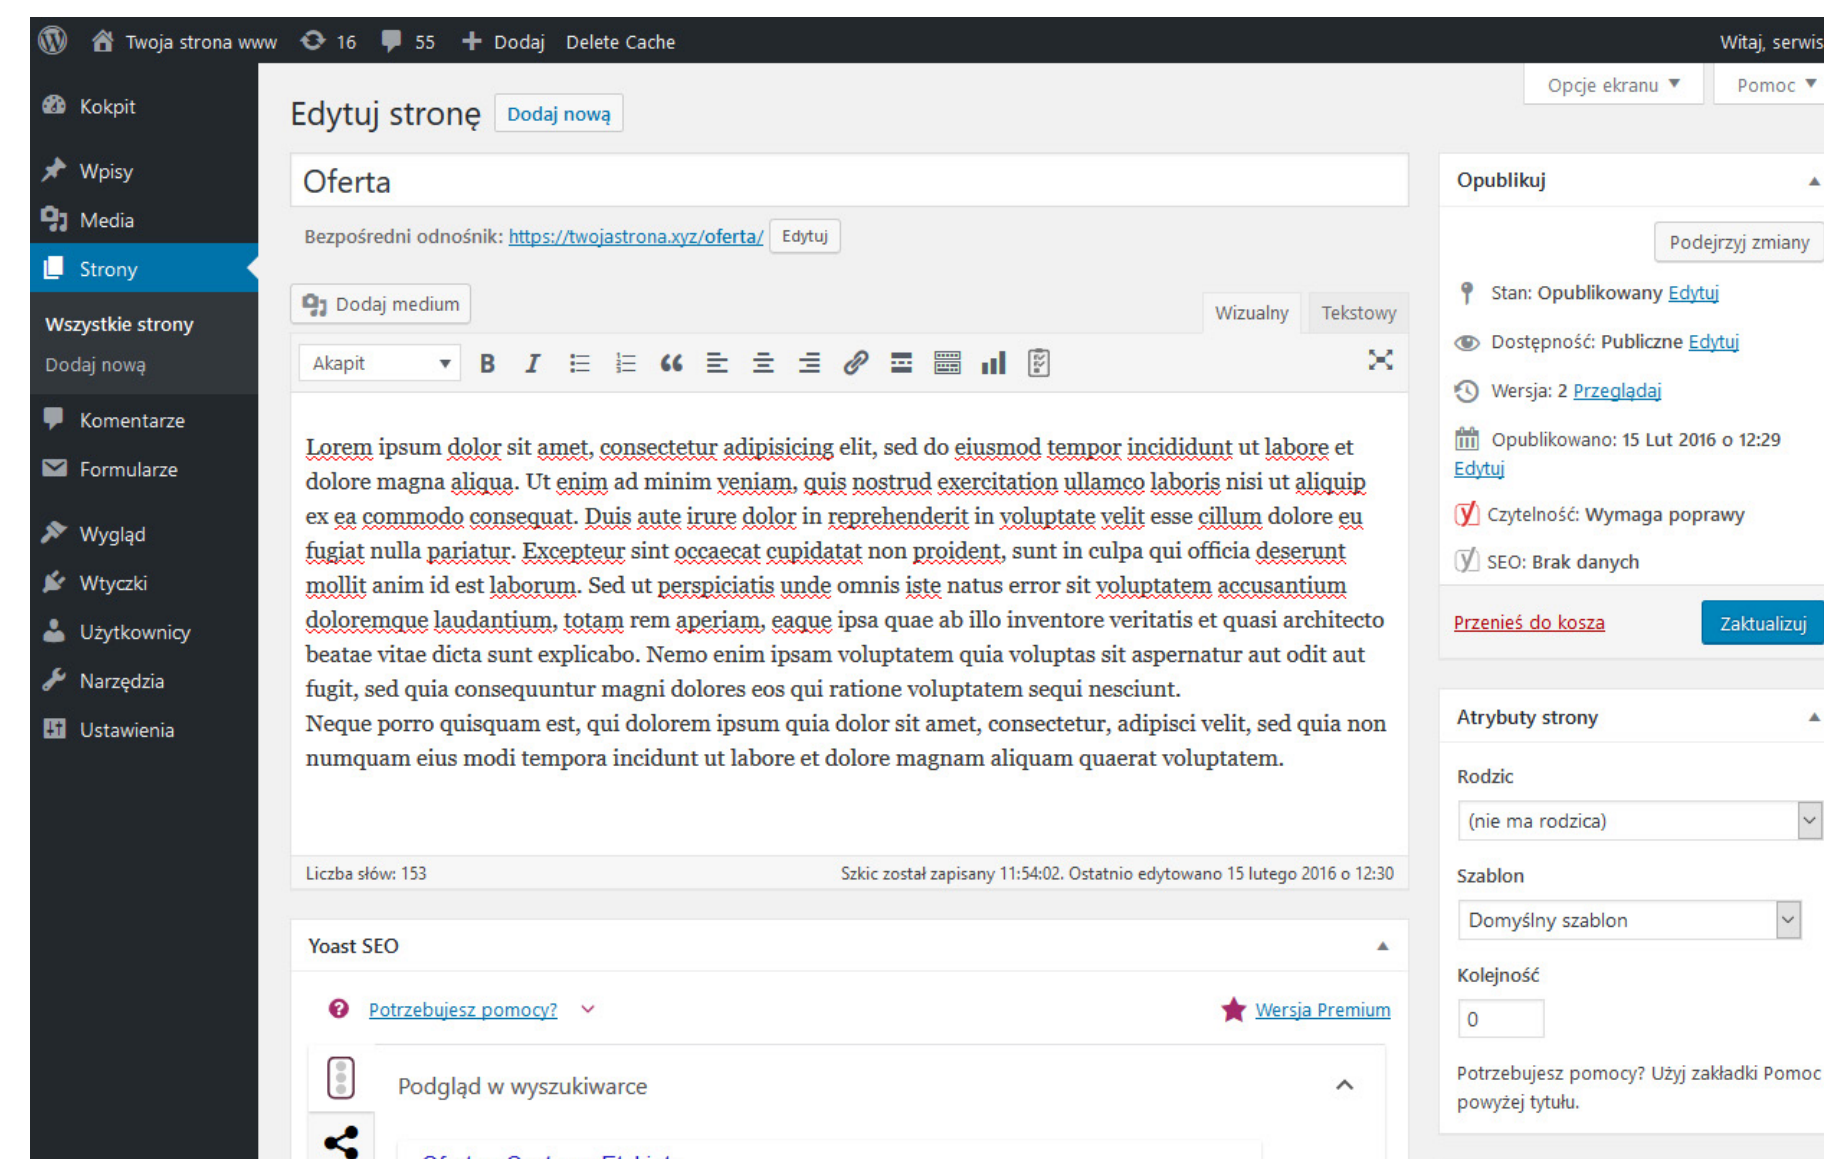 Twoja strona www 16 55 Dodaj Delete Cache Witaj, serwis
Opcje ekranu Pomoc
Kokpit
Wpisy
Media
Strony
Wszystkie strony
Dodaj nową
Komentarze
Formularze
Wygląd
Wtyczki
Użytkownicy
Narzędzia
Ustawienia
Edytuj stronę Dodaj nową
Oferta
Bezpośredni odnośnik: https://twojastrona.xyz/oferta/ Edytuj
Dodaj medium
Wizualny Tekstowy
Akapit B I
Lorem ipsum dolor sit amet, consectetur adipisicing elit, sed do eiusmod tempor incididunt ut labore et
dolore magna aliqua. Ut enim ad minim veniam, quis nostrud exercitation ullamco laboris nisi ut aliquip
ex ea commodo consequat. Duis aute irure dolor in reprehenderit in voluptate velit esse cillum dolore eu
fugiat nulla pariatur. Excepteur sint occaecat cupidatat non proident, sunt in culpa qui officia deserunt
mollit anim id est laborum. Sed ut perspiciatis unde omnis iste natus error sit voluptatem accusantium
doloremque laudantium, totam rem aperiam, eaque ipsa quae ab illo inventore veritatis et quasi architecto
beatae vitae dicta sunt explicabo. Nemo enim ipsam voluptatem quia voluptas sit aspernatur aut odit aut
fugit, sed quia consequuntur magni dolores eos qui ratione voluptatem sequi nesciunt.
Neque porro quisquam est, qui dolorem ipsum quia dolor sit amet, consectetur, adipisci velit, sed quia non
numquam eius modi tempora incidunt ut labore et dolore magnam aliquam quaerat voluptatem.
Liczba słów: 153 Szkic został zapisany 11:54:02. Ostatnio edytowano 15 lutego 2016 o 12:30
Yoast SEO
Potrzebujesz pomocy? Wersja Premium
Podgląd w wyszukiwarce
Opublikuj
Podejrzyj zmiany
Stan: Opublikowany Edytuj
Dostępność: Publiczne Edytuj
Wersja: 2 Przeglądaj
Opublikowano: 15 Lut 2016 o 12:29
Edytuj
Czytelność: Wymaga poprawy
SEO: Brak danych
Przenieś do kosza Zaktualizuj
Atrybuty strony
Rodzic
(nie ma rodzica)
Szablon
Domyślny szablon
Kolejność
0
Potrzebujesz pomocy? Użyj zakładki Pomoc
powyżej tytułu.